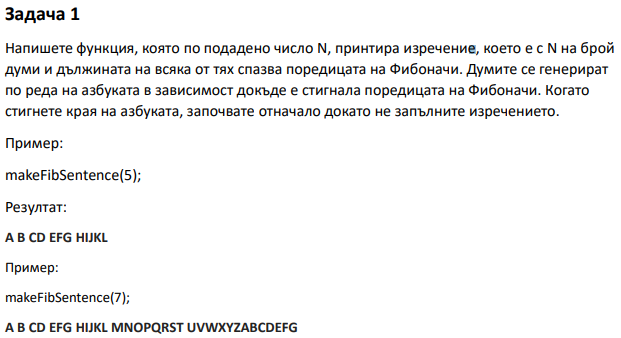 Задача 1
Напишете функция, която по подадено число N, принтира изречение, което е с N на брой
думи и дължината на всяка от тях спазва поредицата на Фибоначи. Думите се генерират
по реда на азбуката в зависимост докъде е стигнала поредицата на Фибоначи. Когато
стигнете края на азбуката, започвате отначало докато не запълните изречението.
Пример:
makeFibSentence(5);
Резултат:
A B CD EFG HIJKL
Пример:
makeFibSentence(7);
A B CD EFG HIJKL MNOPQRST UVWXYZABCDEFG